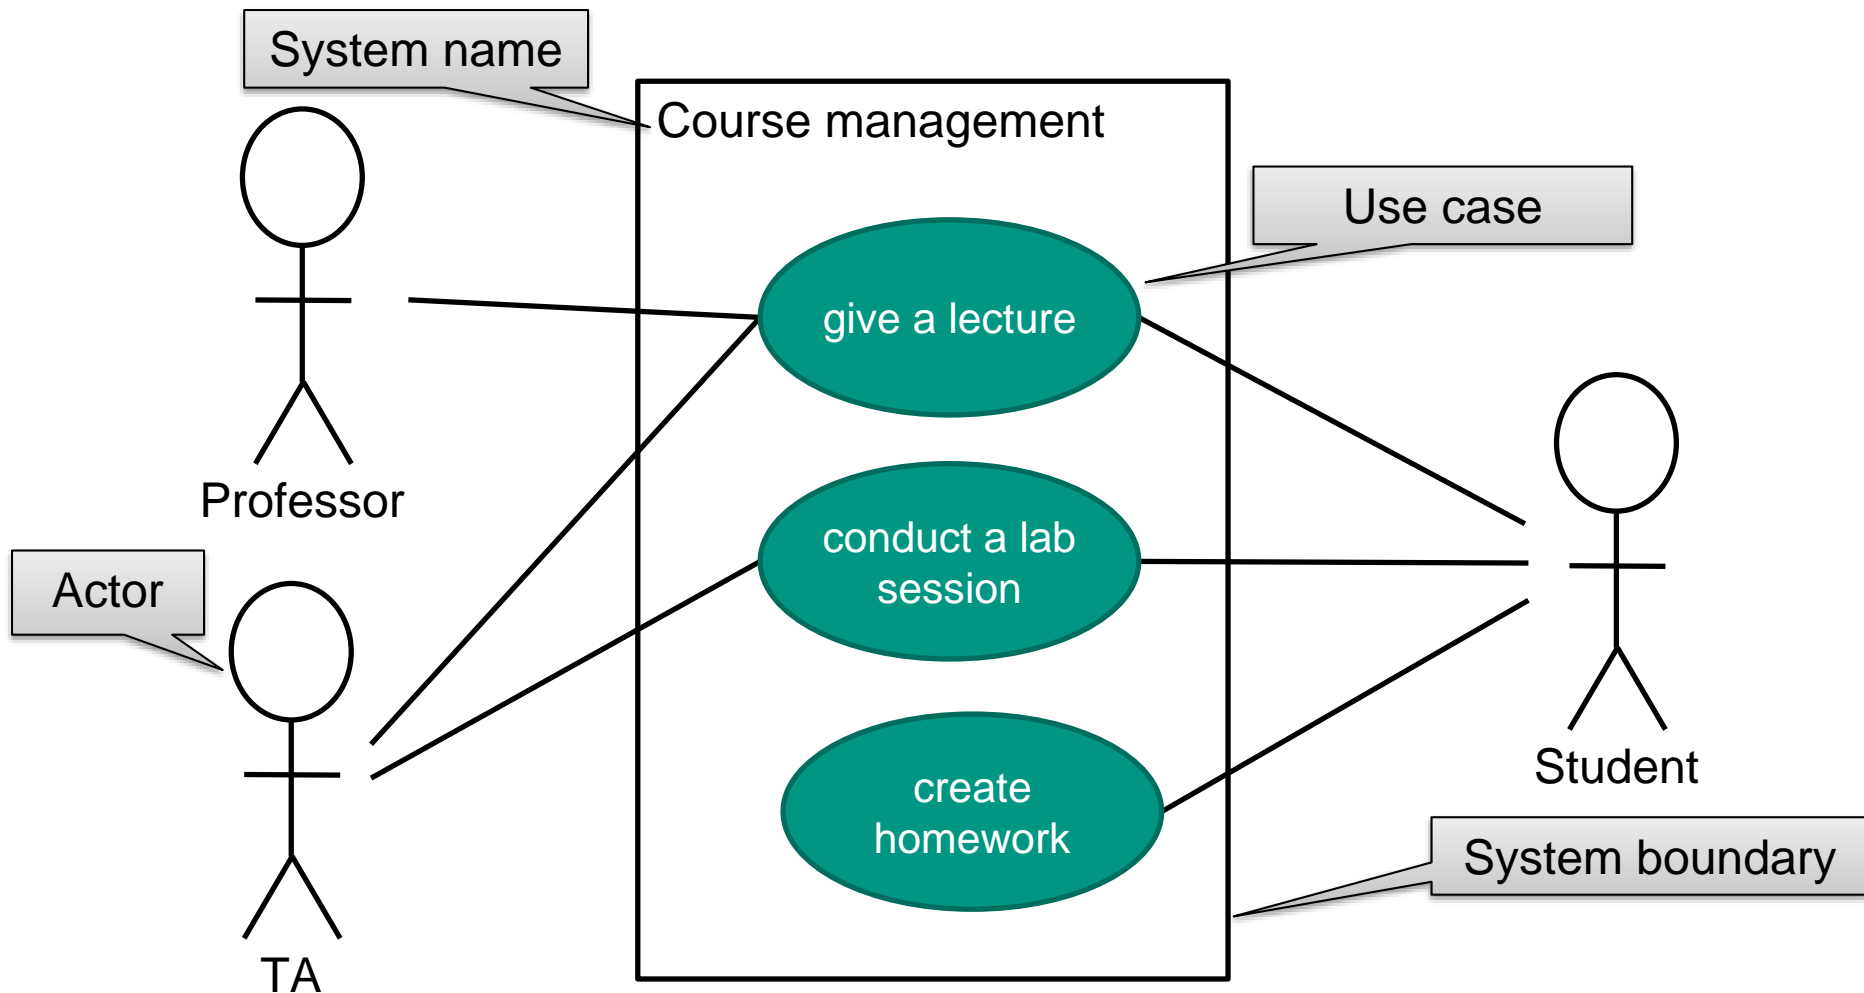 System name
Course management
Use case
give a lecture
Professor
conduct a lab
session
Actor
Student
create
homework
System boundary
TA